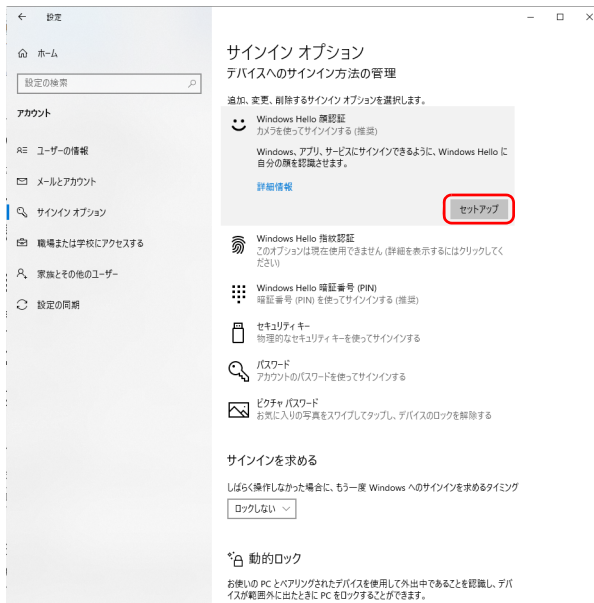 設定
ホーム
設定の検索
アカウント
ユーザーの情報
メールとアカウント
サインイン オプション
職場または学校にアクセスする
家族とその他のユーザー
設定の同期
サインイン オプション
デバイスへのサインイン方法の管理
追加、変更、削除するサインイン オプションを選択します。
Windows Hello 顔認証
カメラを使ってサインインする (推奨)
Windows、アプリ、サービスにサインインできるように、Windows Hello に
自分の顔を認識させます。
詳細情報
セットアップ
Windows Hello 指紋認証
このオプションは現在使用できません (詳細を表示するにはクリックしてく
ださい)
Windows Hello 暗証番号 (PIN)
暗証番号 (PIN) を使ってサインインする (推奨)
セキュリティ キー
物理的なセキュリティ キーを使ってサインインする
パスワード
アカウントのパスワードを使ってサインインする
ピクチャ パスワード
お気に入りの写真をスワイプしてタップし、デバイスのロックを解除する
サインインを求める
しばらく操作しなかった場合に、もう一度 Windows へのサインインを求めるタイミング
ロックしない
動的ロック
お使いの PC とペアリングされたデバイスを使用して外出中であることを認識し、デバ
イスが範囲外に出たときに PC をロックすることができます。